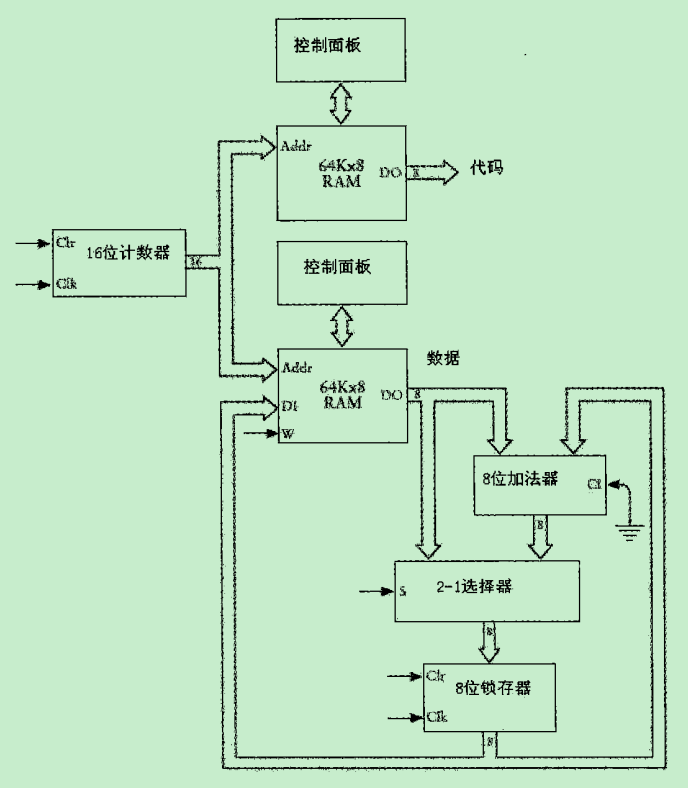 控制面板
Addr
64Kx8
RAM
DO
8
代码
Clr
16位计数器
Clk
16
控制面板
Addr
64Kx8
RAM
DI
DO
8
W
数据
8位加法器
CI
8
S
2-1选择器
8
Clr
8位锁存器
Clk
8